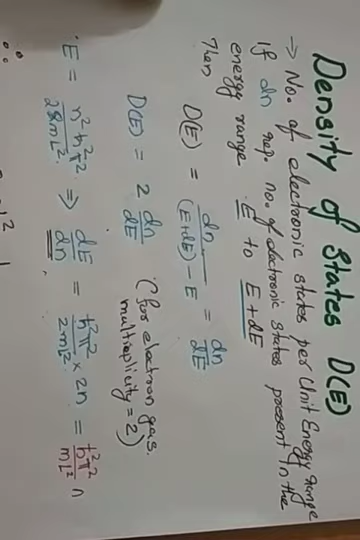 Density of States D(E)
→ No. of electronic states per Unit Energy range
If dn rep. no. of electronic states present in the
energy range E to E+dE
Then
D(E) = dn / (E+dE) - E = dn / dE
D(E) = 2 dn/dE (for electron gas.
multiplicity = 2)
E = n²ħ²π² / 2mL² ⇒ dE/dn = ħ²π² / 2mL² × 2n = ħ²π² / mL² n